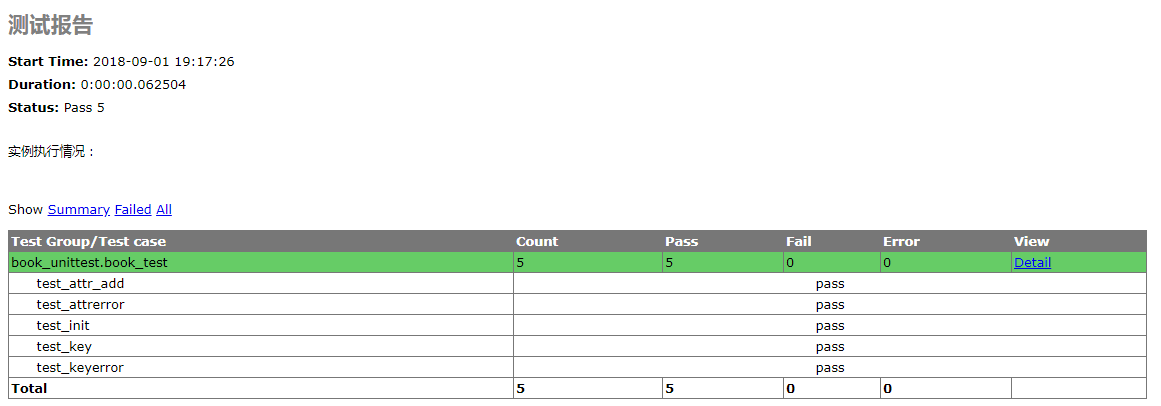 测试报告
Start Time: 2018-09-01 19:17:26
Duration: 0:00:00.062504
Status: Pass 5
实例执行情况：
Show Summary Failed All
Test Group/Test case Count Pass Fail Error View
book_unittest.book_test 5 5 0 0 Detail
test_attr_add pass
test_attrerror pass
test_init pass
test_key pass
test_keyerror pass
Total 5 5 0 0